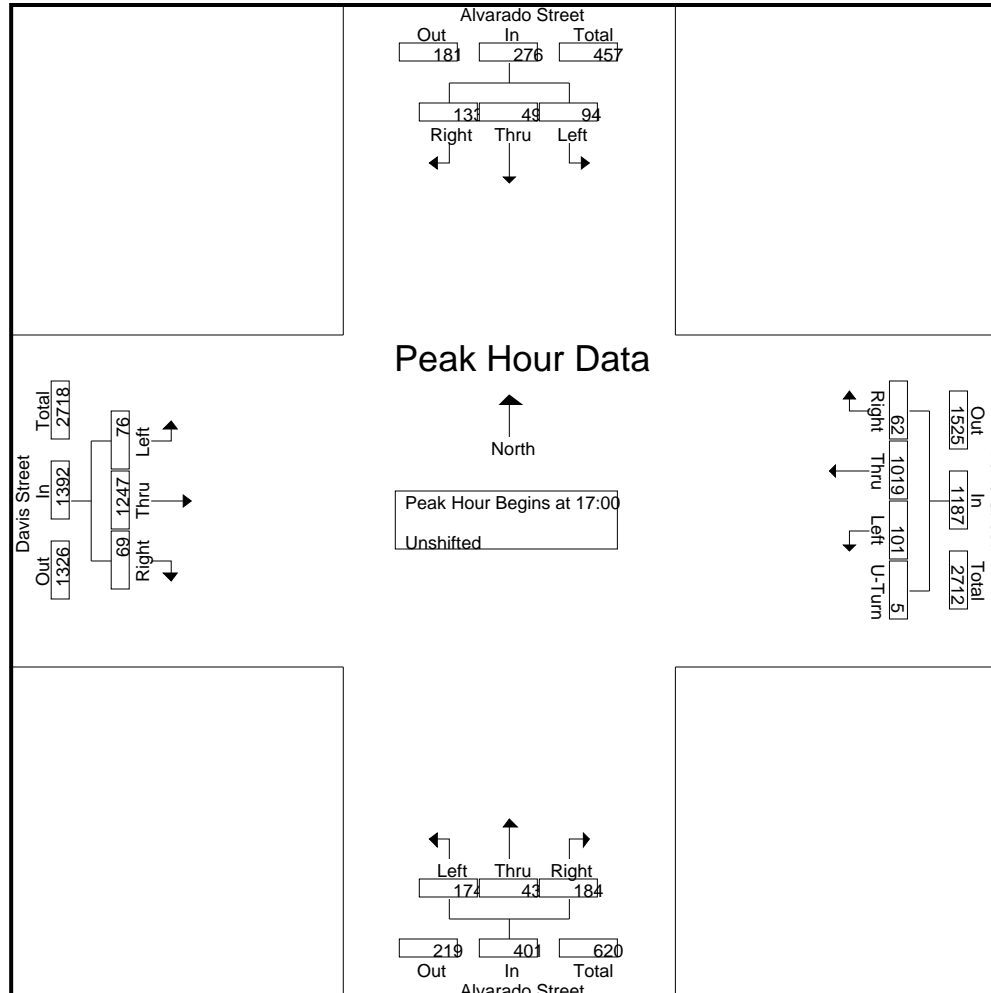 Alvarado Street
Out In Total
181 276 457
133 49 94
Right Thru Left
Peak Hour Data
North
Peak Hour Begins at 17:00
Unshifted
Davis Street
Total In Out
2718 1392 1326
76 1247 69
Left Thru Right
Right Thru Left U-Turn
62 1019 101 5
1525 1187 2712
Out In Total
Left Thru Right
174 43 184
219 401 620
Out In Total
Alvarado Street